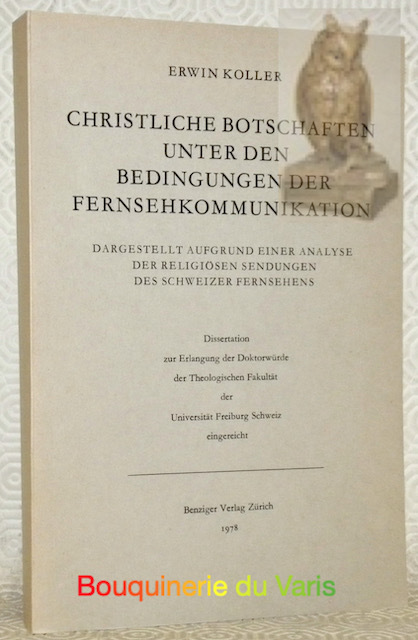 ERWIN KOLLER
CHRISTLICHE BOTSCHAFTEN
UNTER DEN
BEDINGUNGEN DER
FERNSEHKOMMUNIKATION
DARGESTELLT AUFGRUND EINER ANALYSE
DER RELIGIÖSEN SENDUNGEN
DES SCHWEIZER FERNSEHENS
Dissertation
zur Erlangung der Doktorwürde
der Theologischen Fakultät
der
Universität Freiburg Schweiz
eingereicht
Benziger Verlag Zürich
1978
Bouquinerie du Varis